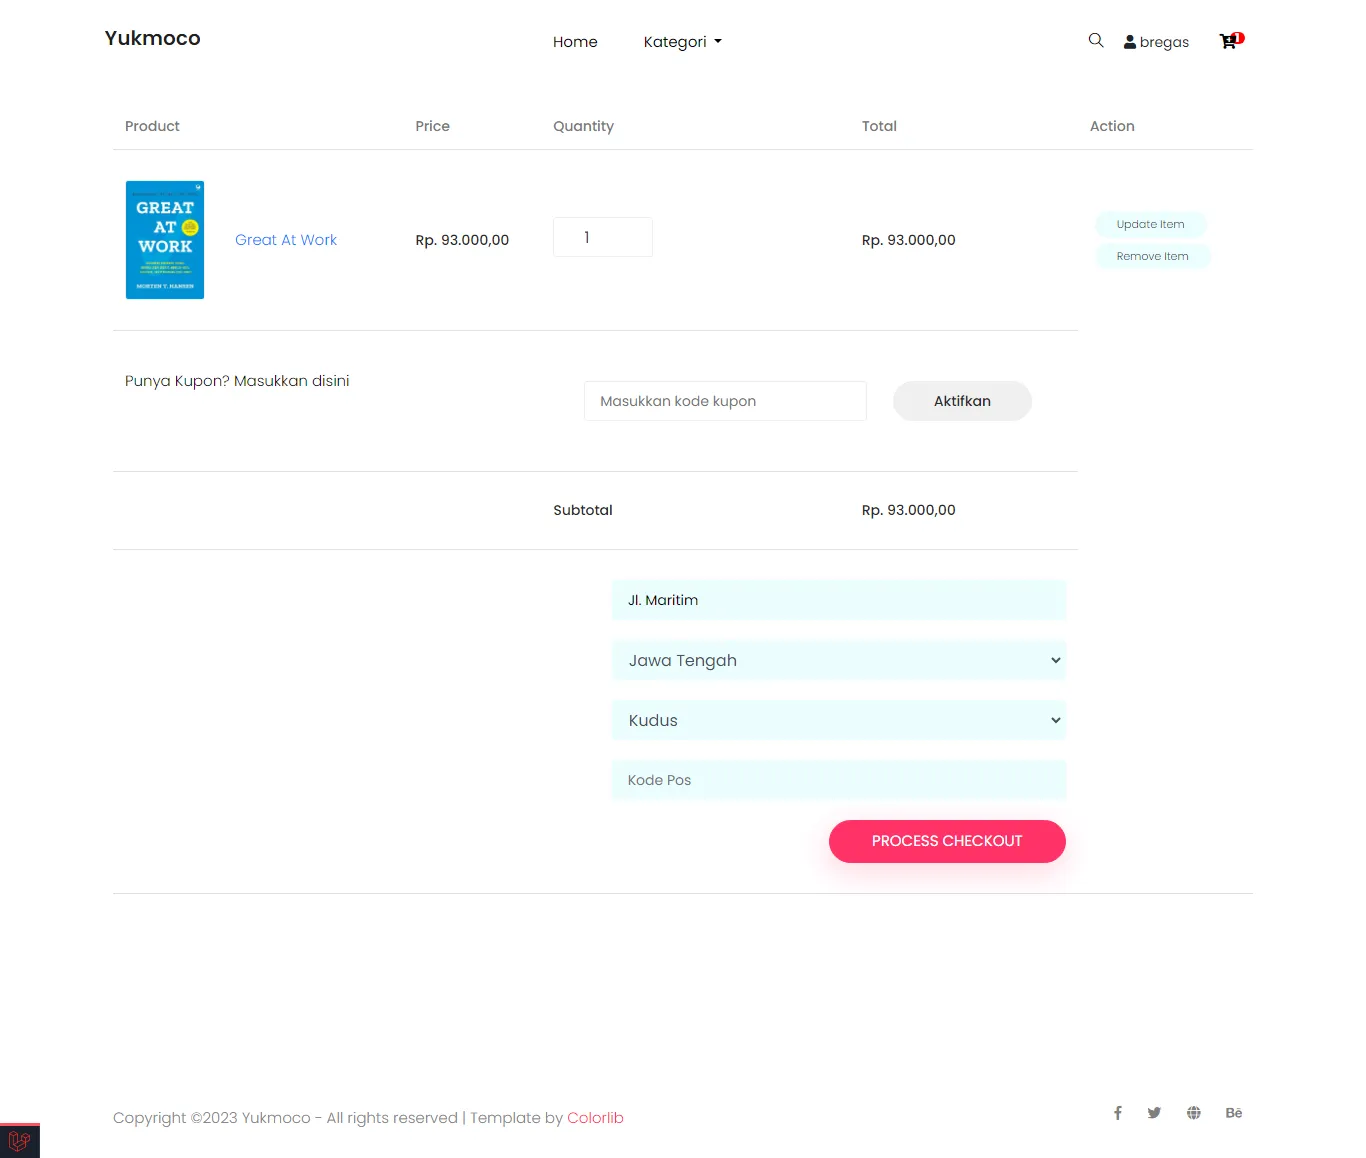 Yukmoco
Home
Kategori
bregas
1
Product
Price
Quantity
Total
Action
GREAT
AT
WORK
MORTEN T. HANSEN
Great At Work
Rp. 93.000,00
1
Rp. 93.000,00
Update Item
Remove Item
Punya Kupon? Masukkan disini
Masukkan kode kupon
Aktifkan
Subtotal
Rp. 93.000,00
Jl. Maritim
Jawa Tengah
Kudus
Kode Pos
PROCESS CHECKOUT
Copyright ©2023 Yukmoco - All rights reserved | Template by Colorlib